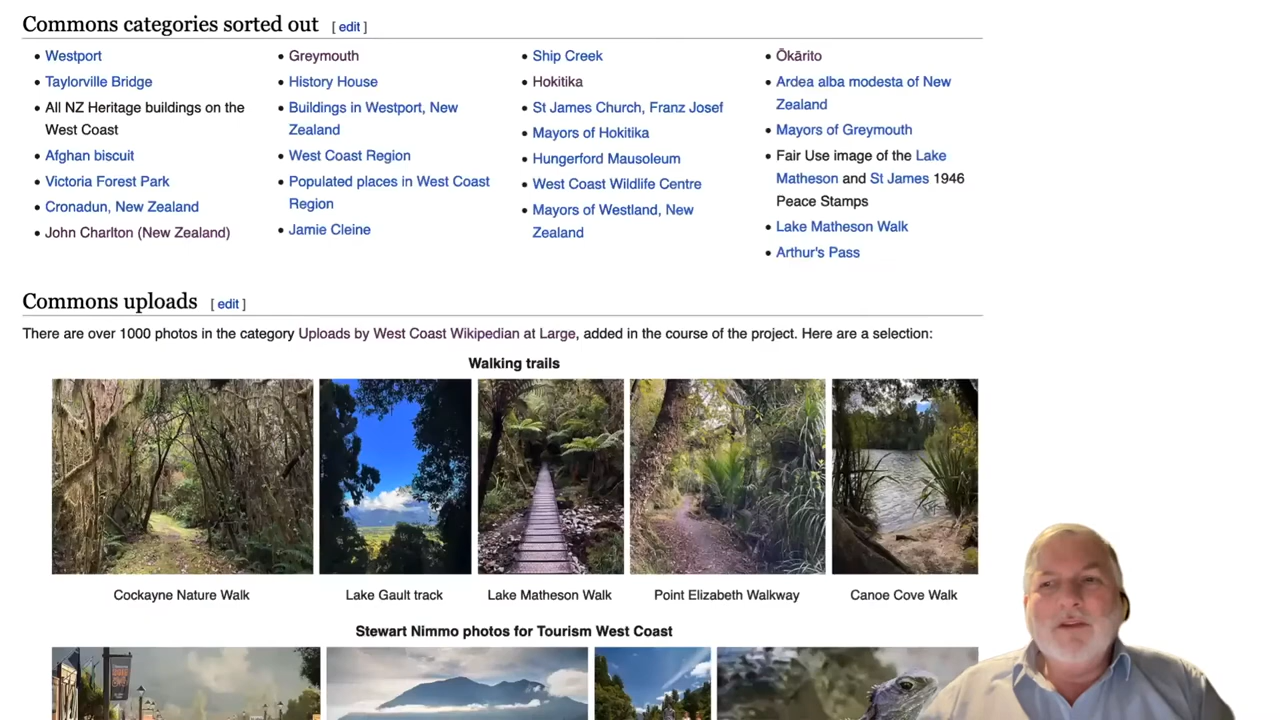 Commons categories sorted out [ edit ]
Westport
Taylorville Bridge
All NZ Heritage buildings on the
West Coast
Afghan biscuit
Victoria Forest Park
Cronadun, New Zealand
John Charlton (New Zealand)
Greymouth
History House
Buildings in Westport, New
Zealand
West Coast Region
Populated places in West Coast
Region
Jamie Cleine
Ship Creek
Hokitika
St James Church, Franz Josef
Mayors of Hokitika
Hungerford Mausoleum
West Coast Wildlife Centre
Mayors of Westland, New
Zealand
Ōkārito
Ardea alba modesta of New
Zealand
Mayors of Greymouth
Fair Use image of the Lake
Matheson and St James 1946
Peace Stamps
Lake Matheson Walk
Arthur's Pass
Commons uploads [ edit ]
There are over 1000 photos in the category Uploads by West Coast Wikipedian at Large, added in the course of the project. Here are a selection:
Walking trails
Cockayne Nature Walk
Lake Gault track
Lake Matheson Walk
Point Elizabeth Walkway
Canoe Cove Walk
Stewart Nimmo photos for Tourism West Coast